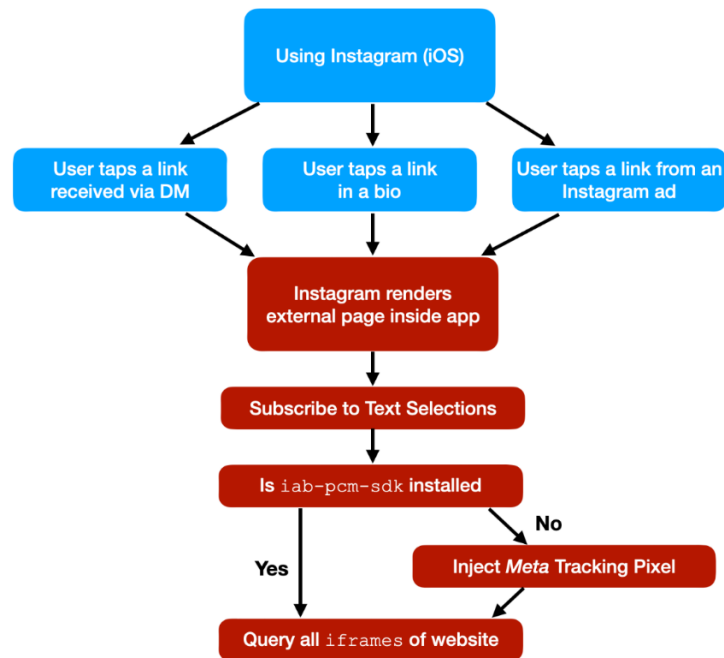 Using Instagram (iOS)
User taps a link
received via DM
User taps a link
in a bio
User taps a link from an
Instagram ad
Instagram renders
external page inside app
Subscribe to Text Selections
Is iab-pcm-sdk installed
No
Yes
Inject Meta Tracking Pixel
Query all iframes of website